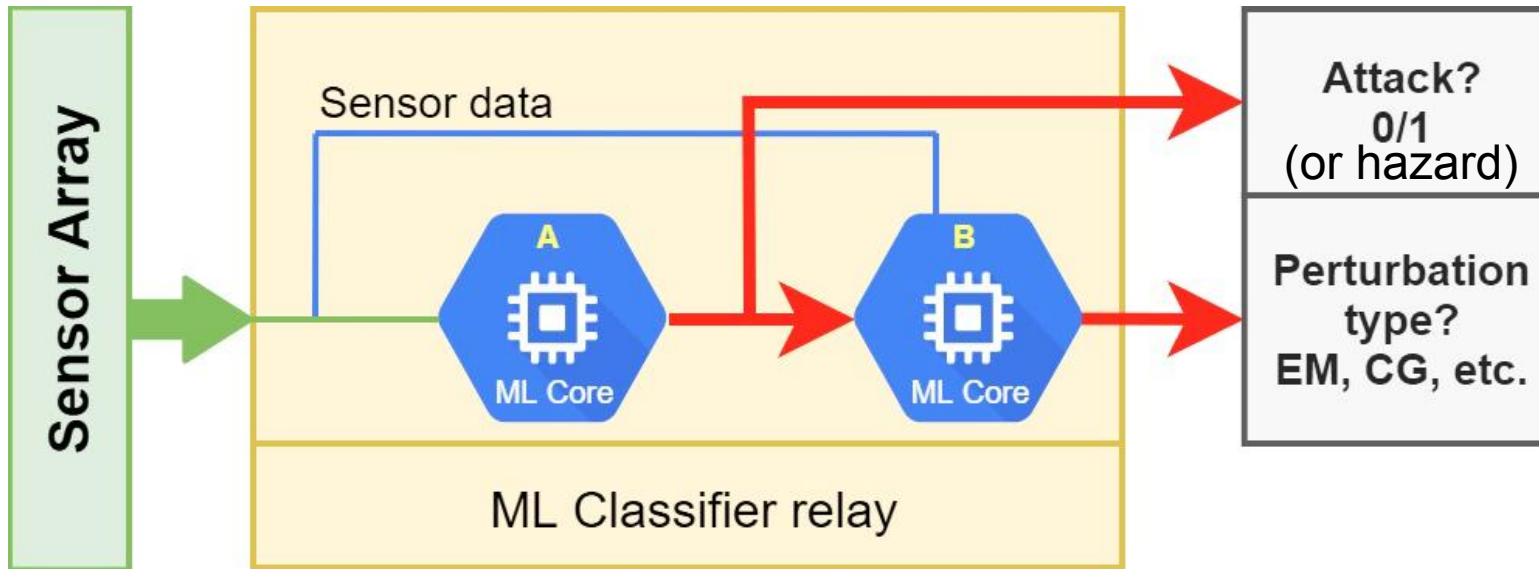 Sensor Array
Sensor data
A
ML Core
B
ML Core
ML Classifier relay
Attack?
0/1
(or hazard)
Perturbation
type?
EM, CG, etc.